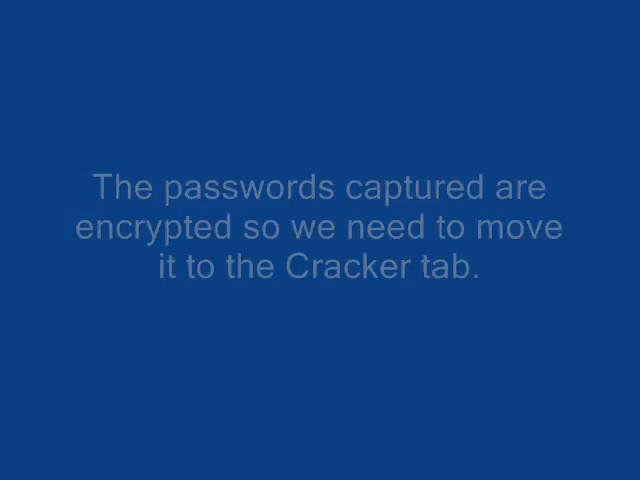 The passwords captured are
encrypted so we need to move
it to the Cracker tab.